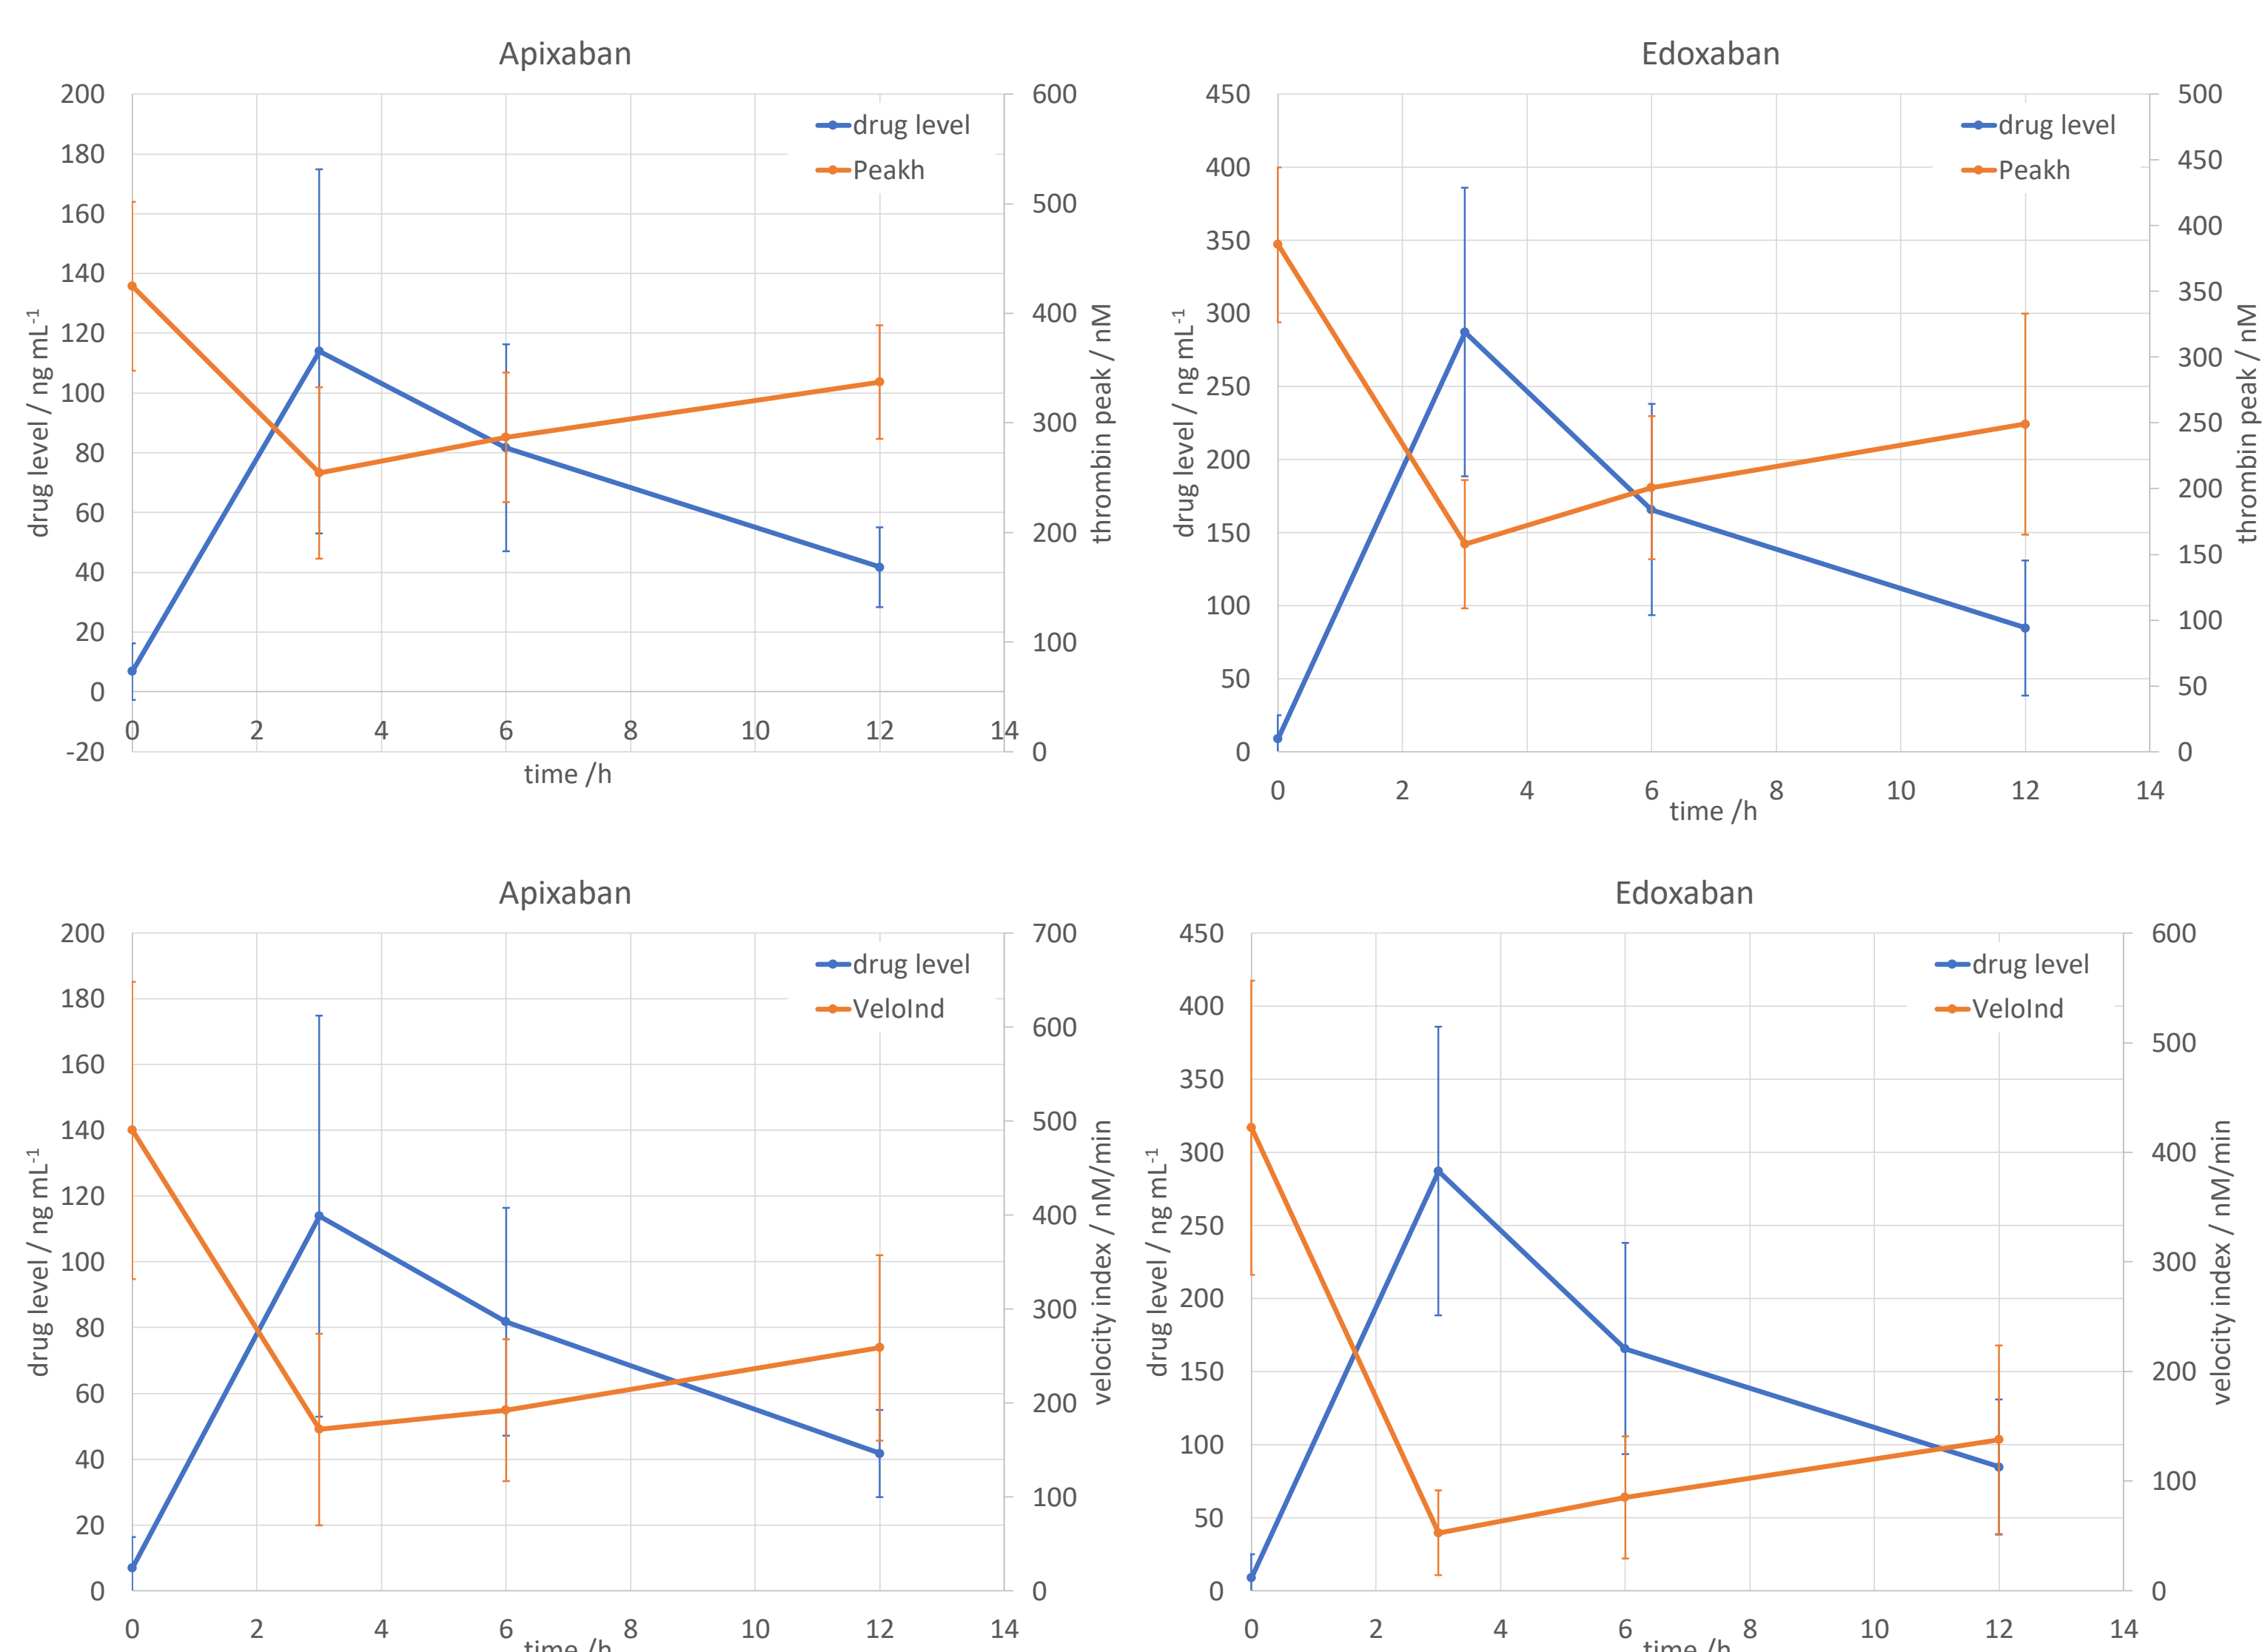 Apixaban
200
180
160
140
120
100
80
60
40
20
0
-20
drug level / ng mL⁻¹
600
500
400
300
200
100
0
thrombin peak / nM
drug level
Peakh
0 2 4 6 8 10 12 14
time /h
Edoxaban
450
400
350
300
250
200
150
100
50
0
drug level / ng mL⁻¹
500
450
400
350
300
250
200
150
100
50
0
thrombin peak / nM
drug level
Peakh
0 2 4 6 8 10 12 14
time /h
Apixaban
200
180
160
140
120
100
80
60
40
20
0
drug level / ng mL⁻¹
700
600
500
400
300
200
100
0
velocity index / nM/min
drug level
VeloInd
0 2 4 6 8 10 12 14
time /h
Edoxaban
450
400
350
300
250
200
150
100
50
0
drug level / ng mL⁻¹
600
500
400
300
200
100
0
velocity index / nM/min
drug level
VeloInd
0 2 4 6 8 10 12 14
time /h